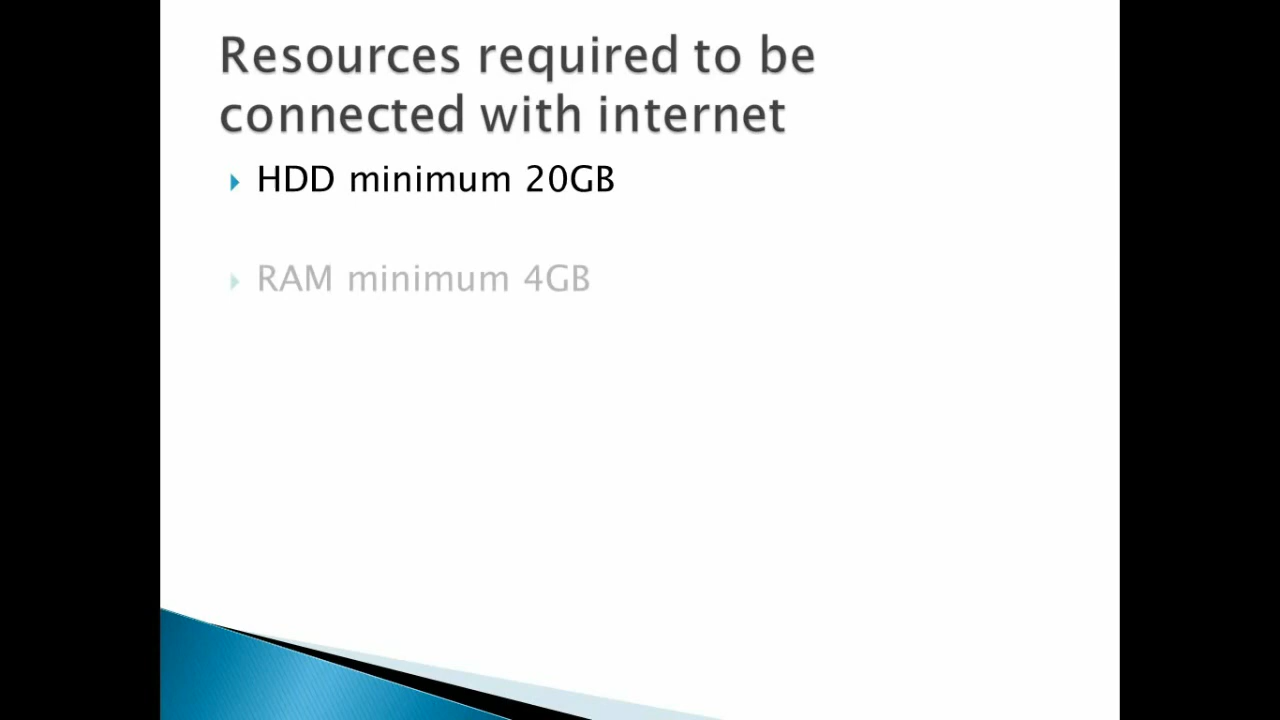 Resources required to be
connected with internet
HDD minimum 20GB
RAM minimum 4GB